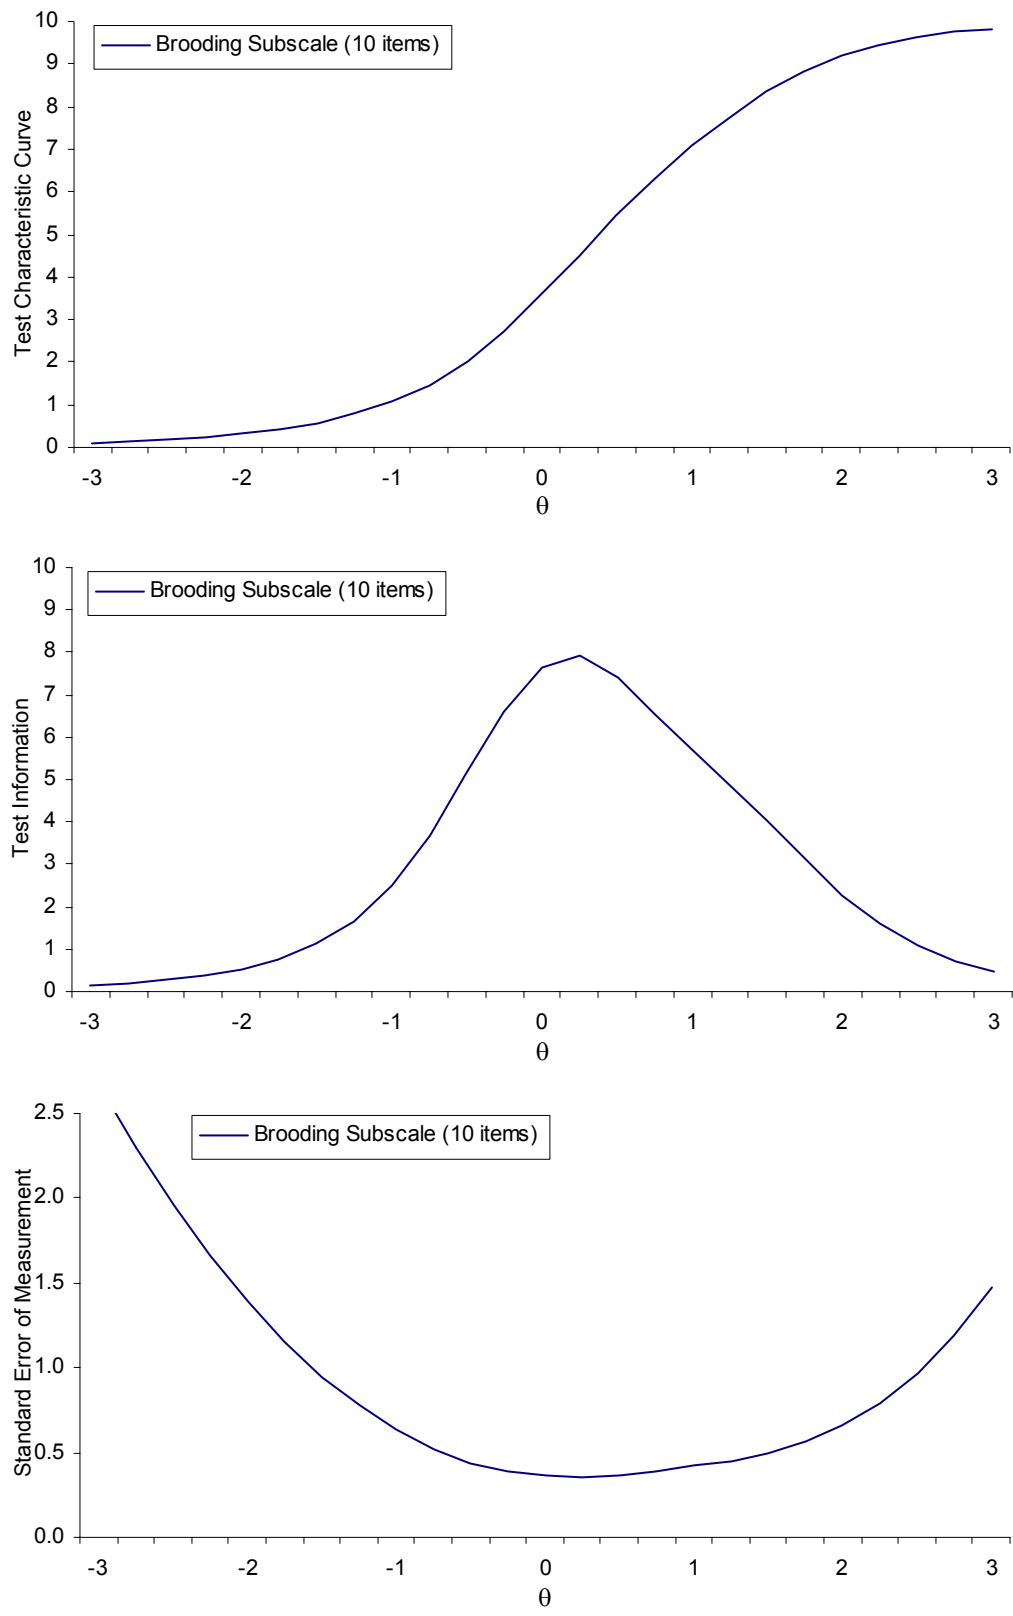 10
Brooding Subscale (10 items)
9
8
7
6
5
4
3
2
1
0
Test Characteristic Curve
-3 -2 -1 0 1 2 3
θ
10
Brooding Subscale (10 items)
9
8
7
6
5
4
3
2
1
0
Test Information
-3 -2 -1 0 1 2 3
θ
2.5
Brooding Subscale (10 items)
2.0
1.5
1.0
0.5
0.0
Standard Error of Measurement
-3 -2 -1 0 1 2 3
θ